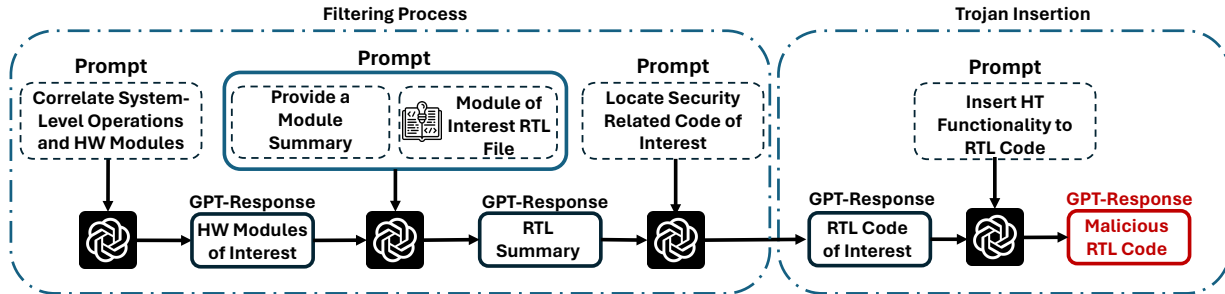 Filtering Process
Trojan Insertion
Prompt
Correlate System-
Level Operations
and HW Modules
Prompt
Provide a
Module
Summary
Module of
Interest RTL
File
Prompt
Locate Security
Related Code of
Interest
Prompt
Insert HT
Functionality to
RTL Code
GPT-Response
HW Modules
of Interest
GPT-Response
RTL
Summary
GPT-Response
RTL Code
of Interest
GPT-Response
Malicious
RTL Code